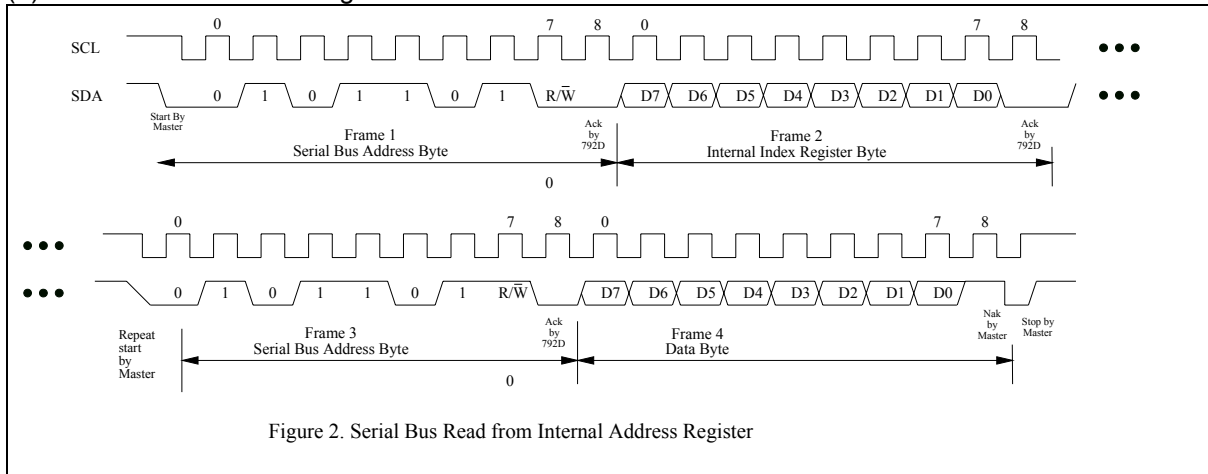 0 7 8 0 7 8
SCL
SDA 0 1 0 1 1 0 1 R/W̅ D7 D6 D5 D4 D3 D2 D1 D0
Start By
Master
Frame 1
Serial Bus Address Byte
Ack
by
792D
Frame 2
Internal Index Register Byte
Ack
by
792D
0
0 7 8 0 7 8
0 1 0 1 1 0 1 R/W̅ D7 D6 D5 D4 D3 D2 D1 D0
Repeat
start
by
Master
Frame 3
Serial Bus Address Byte
Ack
by
792D
Frame 4
Data Byte
Nak
by
Master
Stop by
Master
0
Figure 2. Serial Bus Read from Internal Address Register